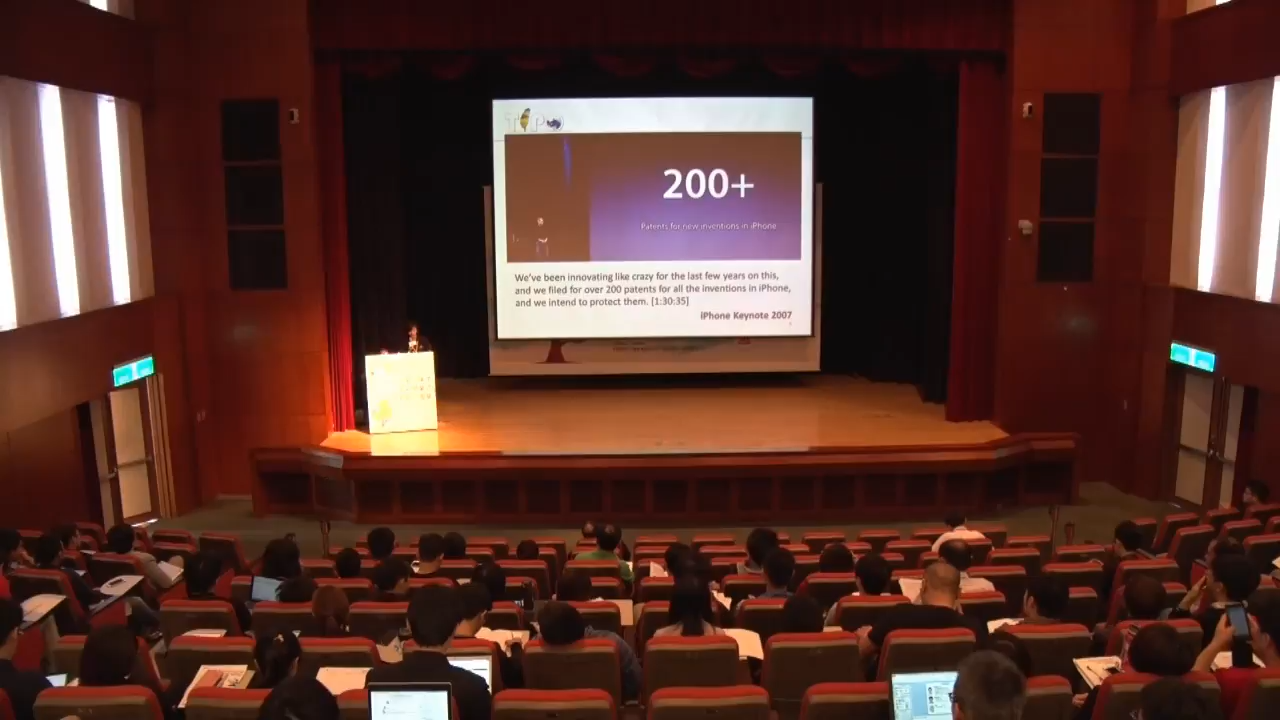 200+
Patents for new inventions in iPhone
We've been innovating like crazy for the last few years on this,
and we filed for over 200 patents for all the inventions in iPhone,
and we intend to protect them. [1:30:35]
iPhone Keynote 2007